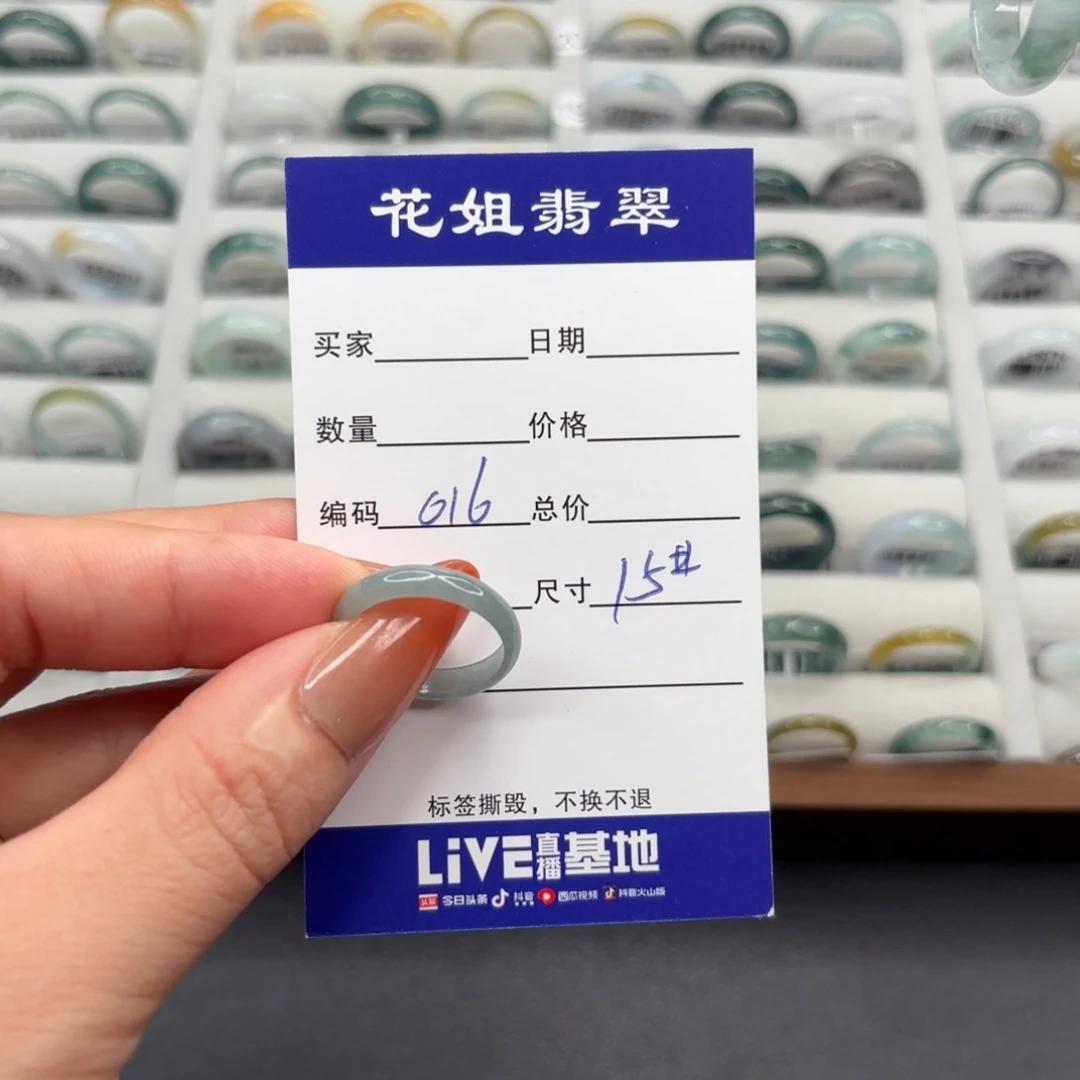 花姐翡翠
买家 日期
数量 价格
编码 016 总价
尺寸 15#
标签撕毁，不换不退
LiVE直播基地
头条 今日头条 抖音 西瓜视频 抖音火山版